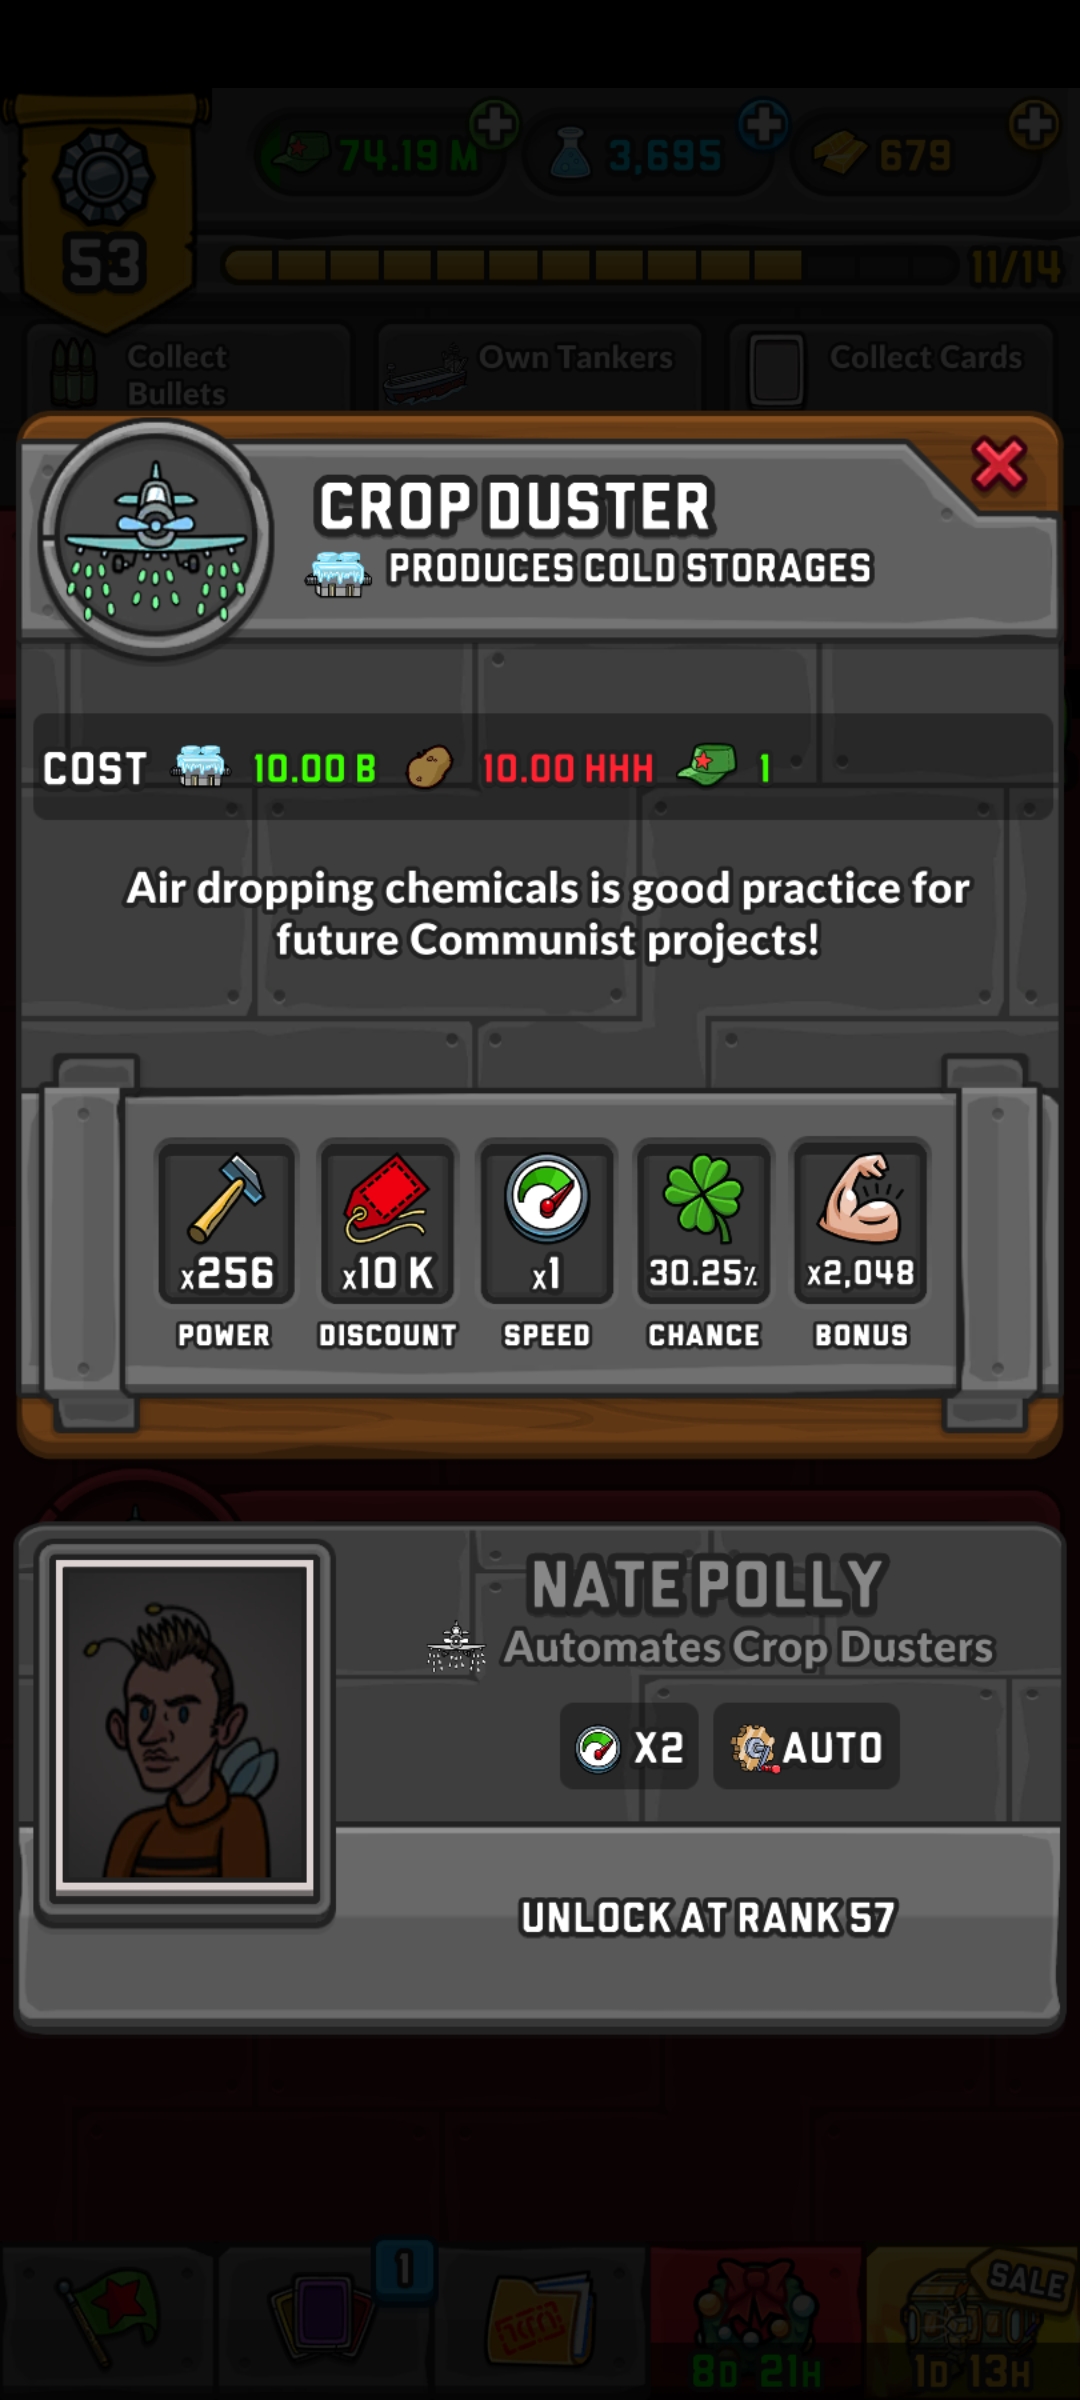 74.19 M
3,695
679
53
11/14
Collect
Bullets
Own Tankers
Collect Cards
CROP DUSTER
PRODUCES COLD STORAGES
COST 10.00 B 10.00 HHH 1
Air dropping chemicals is good practice for
future Communist projects!
x256
x10 K
x1
30.25%
x2,048
POWER
DISCOUNT
SPEED
CHANCE
BONUS
NATE POLLY
Automates Crop Dusters
X2
AUTO
UNLOCK AT RANK 57
1
SALE
8D 21H
1D 13H